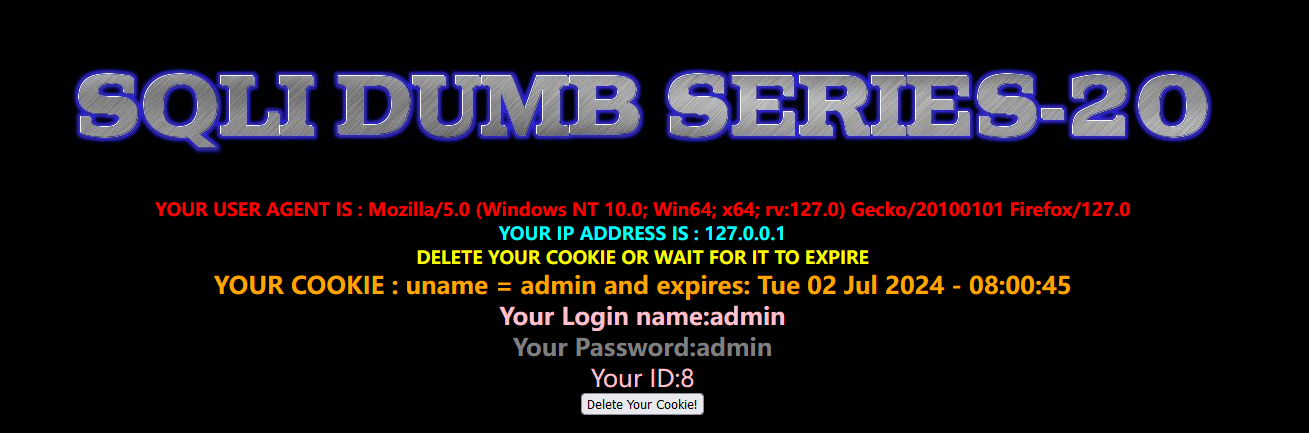 SQLI DUMB SERIES-20
YOUR USER AGENT IS : Mozilla/5.0 (Windows NT 10.0; Win64; x64; rv:127.0) Gecko/20100101 Firefox/127.0
YOUR IP ADDRESS IS : 127.0.0.1
DELETE YOUR COOKIE OR WAIT FOR IT TO EXPIRE
YOUR COOKIE : uname = admin and expires: Tue 02 Jul 2024 - 08:00:45
Your Login name:admin
Your Password:admin
Your ID:8
Delete Your Cookie!